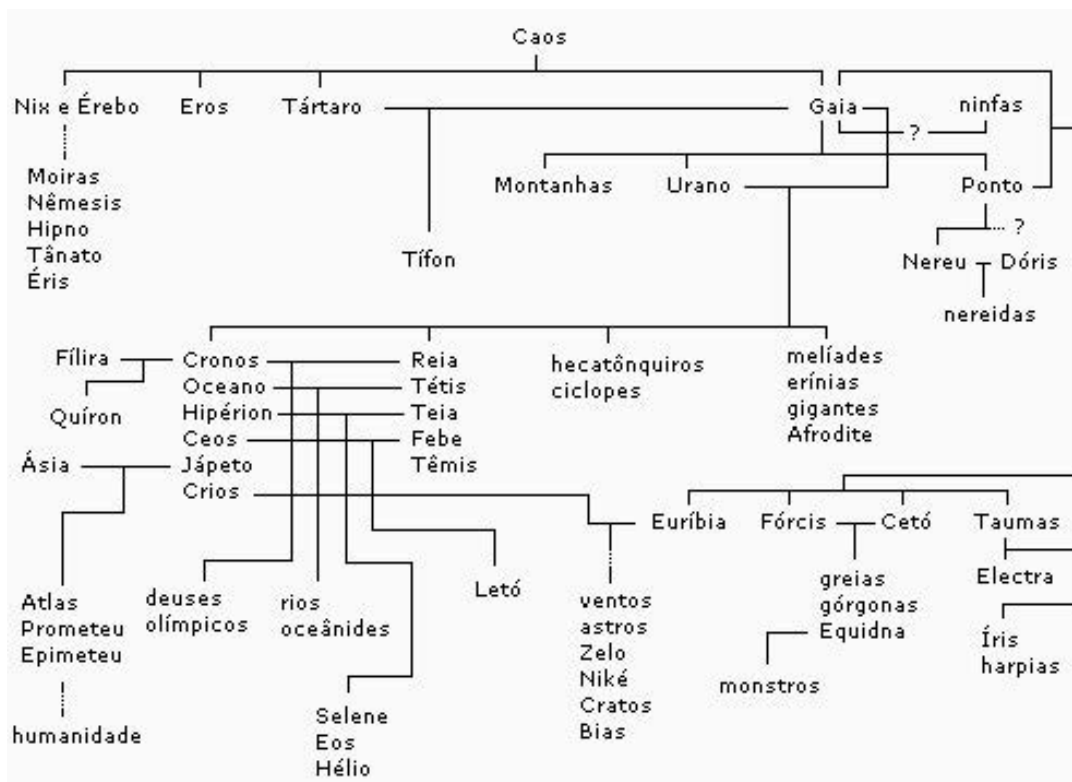 Caos
Nix e Érebo
Eros
Tártaro
Gaia
ninfas
?
Moiras
Nêmesis
Hipno
Tânato
Éris
Montanhas
Urano
Ponto
?
Tífon
Nereu
Dóris
nereidas
Fílira
Cronos
Reia
hecatônquiros
ciclopes
melíades
erínias
gigantes
Afrodite
Quíron
Oceano
Tétis
Hipérion
Teia
Ceos
Febe
Ásia
Jápeto
Têmis
Crios
Euríbia
Fórcis
Cetó
Taumas
Atlas
Prometeu
Epimeteu
deuses
olímpicos
rios
oceânides
Letó
ventos
astros
Zelo
Niké
Cratos
Bias
greias
górgonas
Equidna
Electra
Íris
harpias
monstros
humanidade
Selene
Eos
Hélio